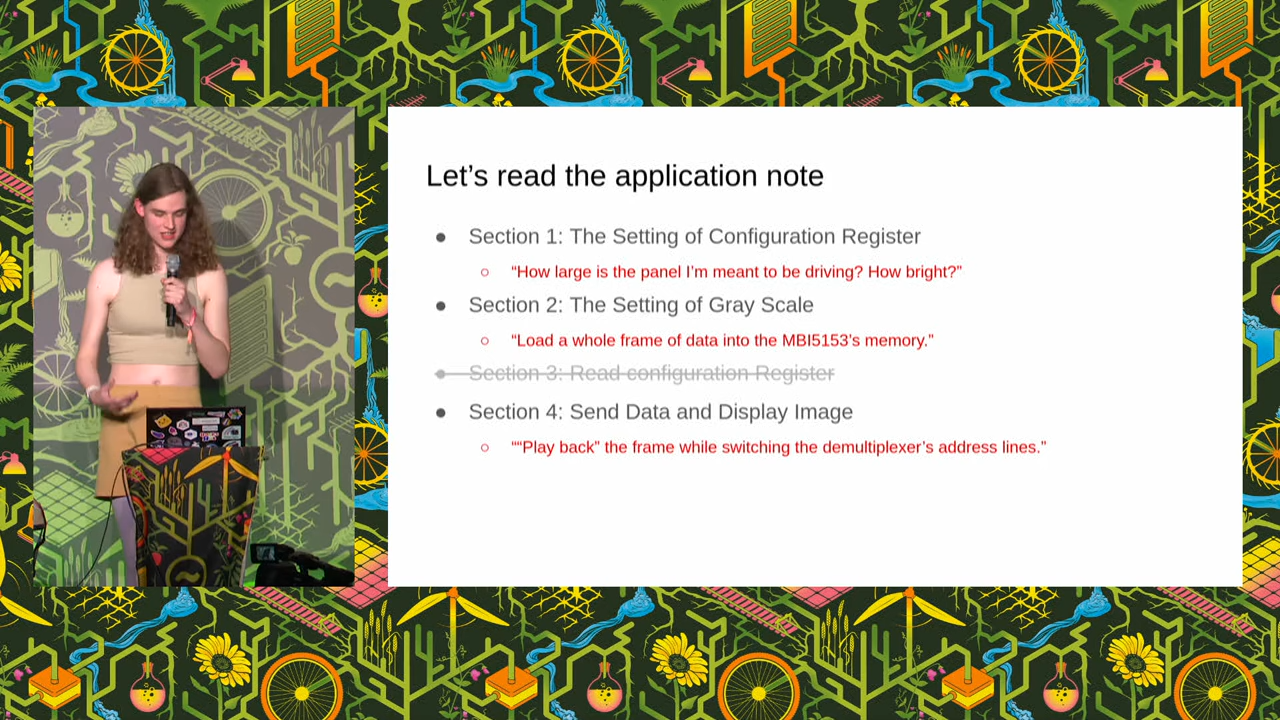 Let’s read the application note
● Section 1: The Setting of Configuration Register
○ “How large is the panel I’m meant to be driving? How bright?”
● Section 2: The Setting of Gray Scale
○ “Load a whole frame of data into the MBI5153’s memory.”
● Section 3: Read configuration Register
● Section 4: Send Data and Display Image
○ ““Play back” the frame while switching the demultiplexer’s address lines.”